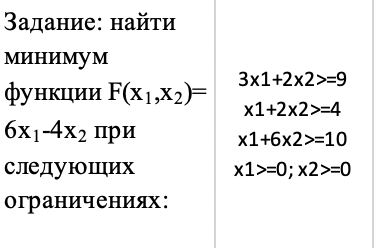 Задание: найти
минимум
функции F(x₁,x₂)=
6x₁-4x₂ при
следующих
ограничениях:
3x1+2x2>=9
x1+2x2>=4
x1+6x2>=10
x1>=0; x2>=0